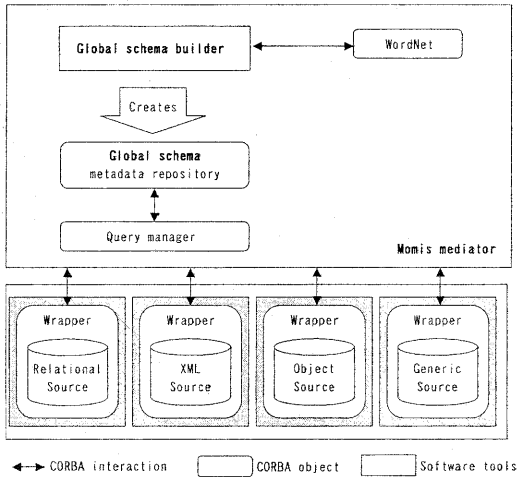 Global schema builder
WordNet
Creates
Global schema
metadata repository
Query manager
Momis mediator
Wrapper
Wrapper
Wrapper
Wrapper
Relational
Source
XML
Source
Object
Source
Generic
Source
CORBA interaction
CORBA object
Software tools